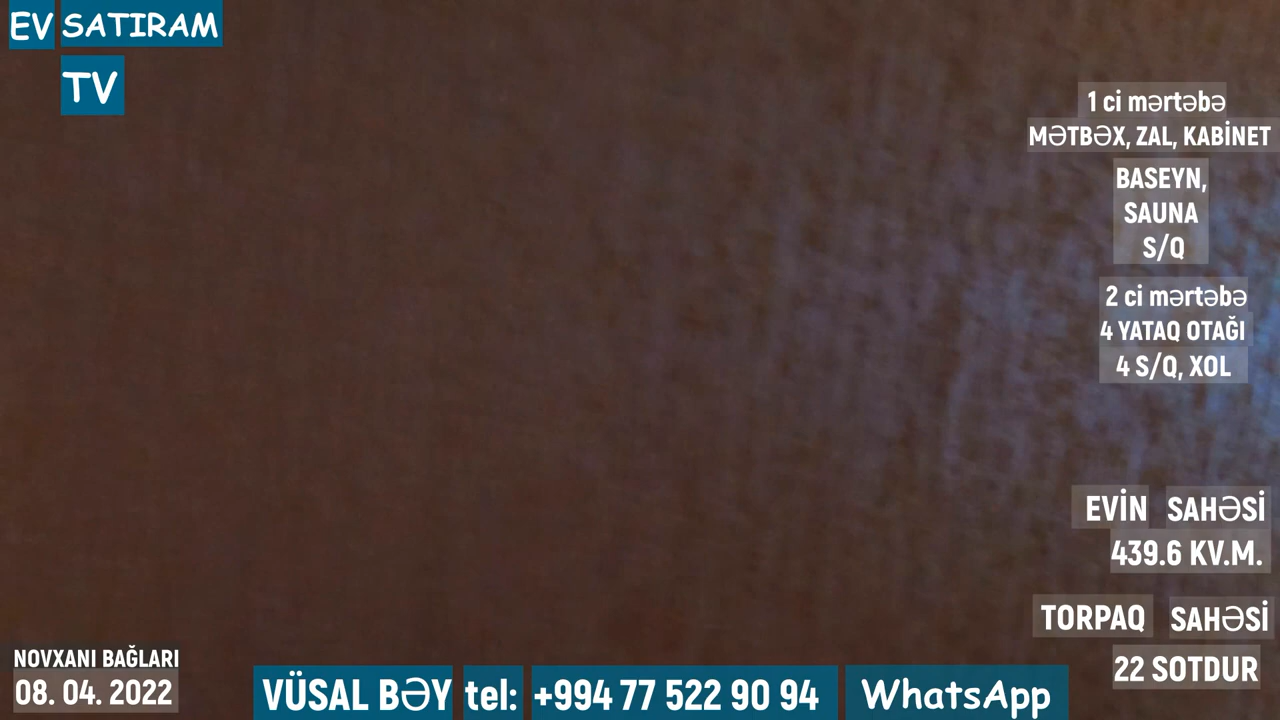 EV SATIRAM
TV
1 ci mərtəbə
MƏTBƏX, ZAL, KABİNET
BASEYN,
SAUNA
S/Q
2 ci mərtəbə
4 YATAQ OTAĞI
4 S/Q, XOL
EVİN SAHƏSİ
439.6 KV.M.
TORPAQ SAHƏSİ
22 SOTDUR
NOVXANI BAĞLARI
08. 04. 2022
VÜSAL BƏY tel: +994 77 522 90 94 WhatsApp